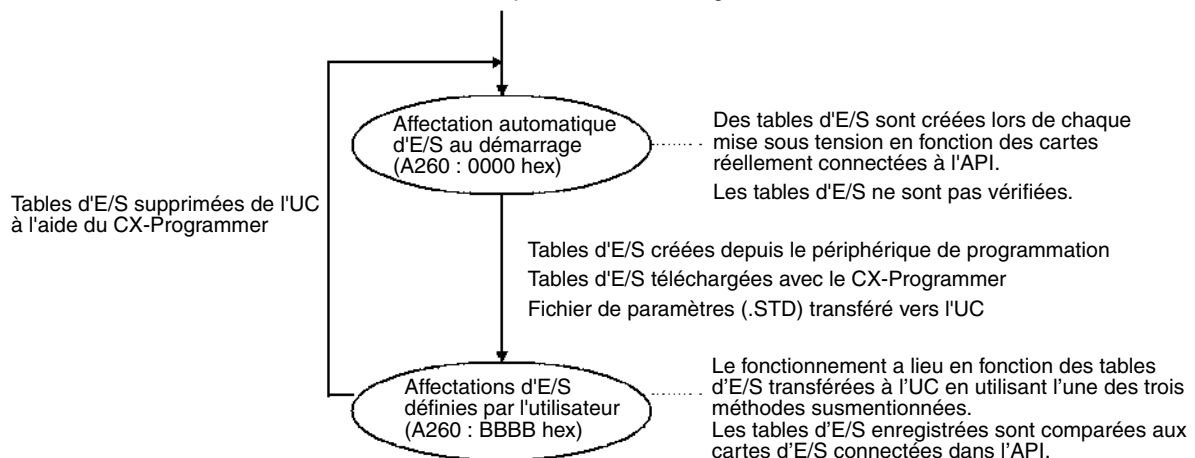 Affectation automatique
d'E/S au démarrage
(A260 : 0000 hex)
Des tables d'E/S sont créées lors de chaque
mise sous tension en fonction des cartes
réellement connectées à l'API.
Les tables d'E/S ne sont pas vérifiées.
Tables d'E/S supprimées de l'UC
à l'aide du CX-Programmer
Tables d'E/S créées depuis le périphérique de programmation
Tables d'E/S téléchargées avec le CX-Programmer
Fichier de paramètres (.STD) transféré vers l'UC
Affectations d'E/S
définies par l'utilisateur
(A260 : BBBB hex)
Le fonctionnement a lieu en fonction des tables
d’E/S transférées à l’UC en utilisant l’une des trois
méthodes susmentionnées.
Les tables d’E/S enregistrées sont comparées aux
cartes d’E/S connectées dans l’API.